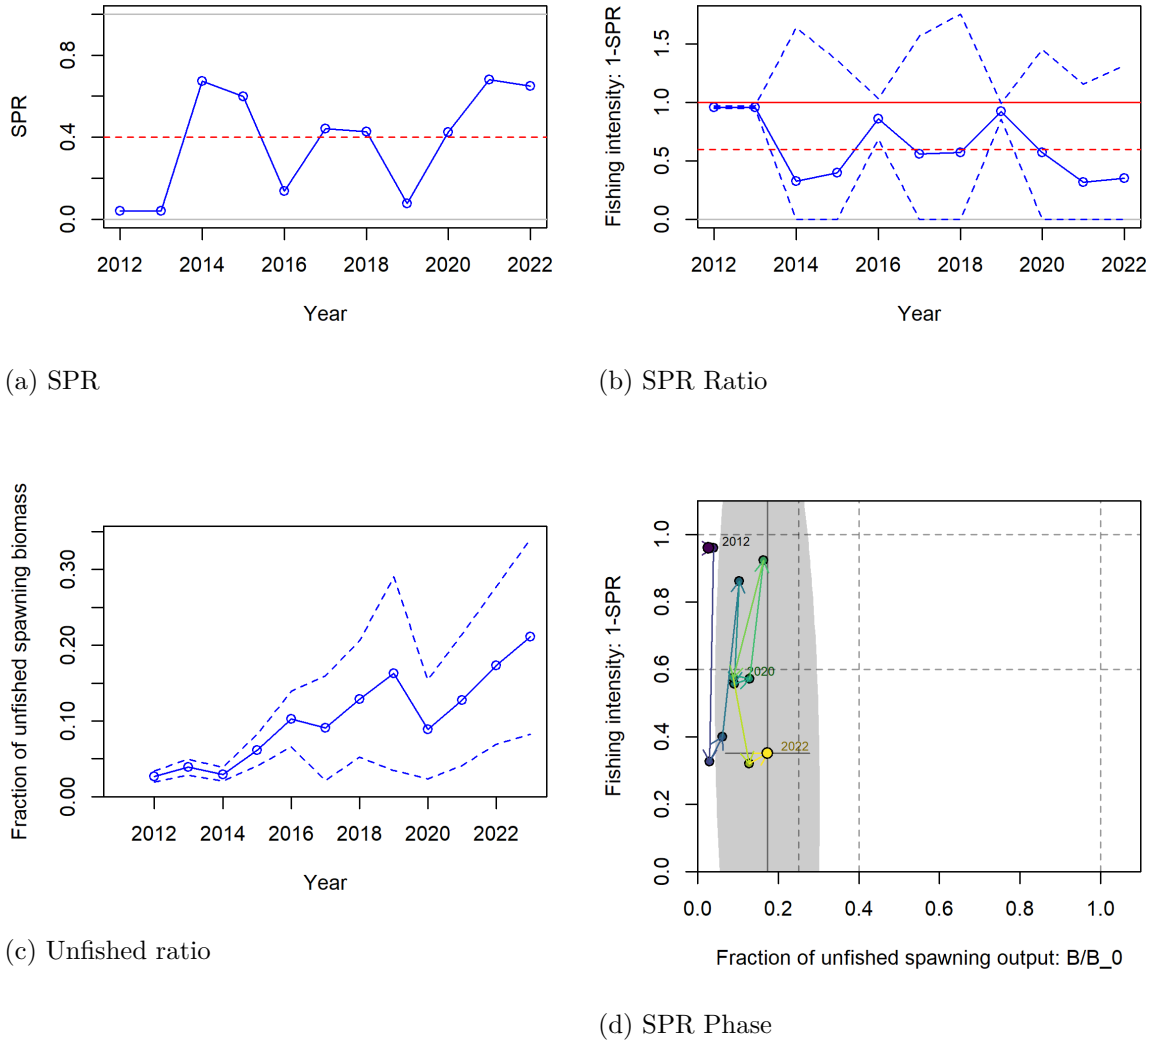 SPR
0.0
0.4
0.8
2012 2014 2016 2018 2020 2022
Year
(a) SPR
Fishing intensity: 1-SPR
0.0
0.5
1.0
1.5
2012 2014 2016 2018 2020 2022
Year
(b) SPR Ratio
Fraction of unfished spawning biomass
0.00
0.10
0.20
0.30
2012 2014 2016 2018 2020 2022
Year
(c) Unfished ratio
Fishing intensity: 1-SPR
0.0
0.2
0.4
0.6
0.8
1.0
2012
2020
2022
0.0 0.2 0.4 0.6 0.8 1.0
Fraction of unfished spawning output: B/B_0
(d) SPR Phase